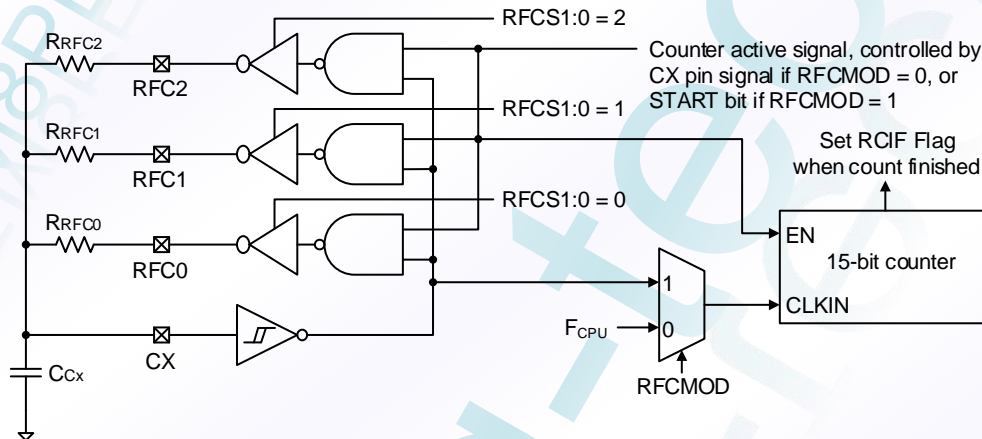 RFCS1:0 = 2
RRFC2
RFC2
Counter active signal, controlled by
CX pin signal if RFCMOD = 0, or
START bit if RFCMOD = 1
RFCS1:0 = 1
RRFC1
RFC1
Set RCIF Flag
when count finished
RFCS1:0 = 0
RRFC0
RFC0
EN
15-bit counter
CLKIN
1
0
FCPU
RFCMOD
CX
CCx